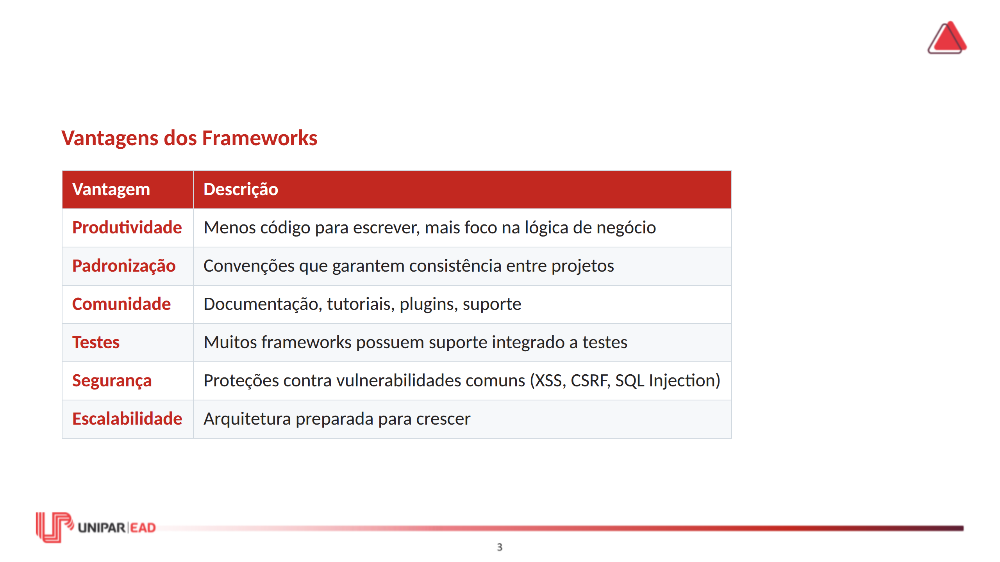 Vantagens dos Frameworks
Vantagem Descrição
Produtividade Menos código para escrever, mais foco na lógica de negócio
Padronização Convenções que garantem consistência entre projetos
Comunidade Documentação, tutoriais, plugins, suporte
Testes Muitos frameworks possuem suporte integrado a testes
Segurança Proteções contra vulnerabilidades comuns (XSS, CSRF, SQL Injection)
Escalabilidade Arquitetura preparada para crescer
UNIPAR|EAD
3